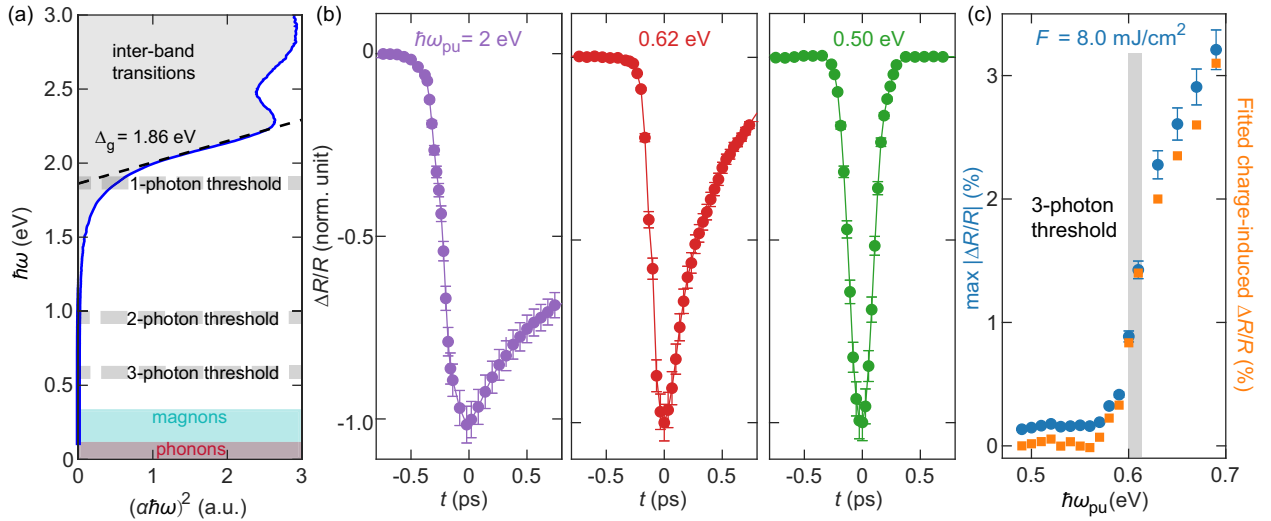 (a)
ħω (eV)
3.0
2.5
2.0
1.5
1.0
0.5
0
inter-band
transitions
Δg = 1.86 eV
1-photon threshold
2-photon threshold
3-photon threshold
magnons
phonons
0 1 2 3
(αħω)² (a.u.)
(b)
ΔR/R (norm. unit)
0
-0.5
-1.0
ħωpu = 2 eV
0.62 eV
0.50 eV
-0.5 0 0.5
-0.5 0 0.5
-0.5 0 0.5
t (ps)
t (ps)
t (ps)
(c)
max |ΔR/R| (%)
3
2
1
0
F = 8.0 mJ/cm²
3-photon
threshold
0.5 0.6 0.7
ħωpu(eV)
Fitted charge-induced ΔR/R (%)